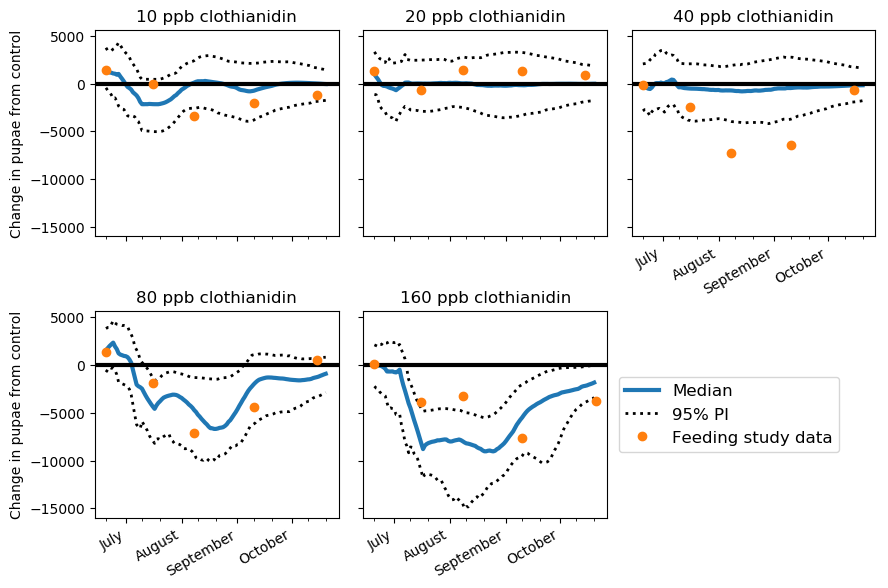 10 ppb clothianidin
20 ppb clothianidin
40 ppb clothianidin
Change in pupae from control
5000
0
−5000
−10000
−15000
July
August
September
October
80 ppb clothianidin
160 ppb clothianidin
Change in pupae from control
5000
0
−5000
−10000
−15000
July
August
September
October
July
August
September
October
Median
95% PI
Feeding study data